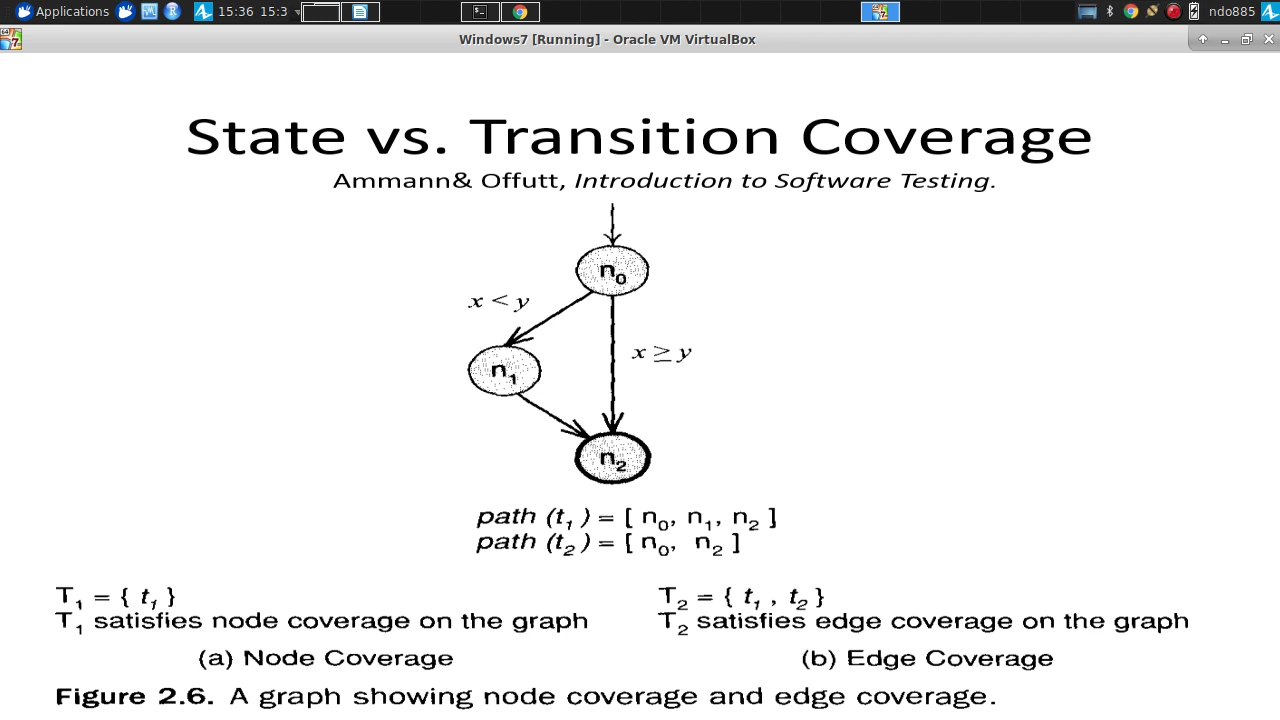 Applications 15:36 15:3 ndo885
Windows7 [Running] - Oracle VM VirtualBox
State vs. Transition Coverage
Ammann& Offutt, Introduction to Software Testing.
n0
x < y
x ≥ y
n1
n2
path (t1 ) = [ n0, n1, n2 ]
path (t2 ) = [ n0, n2 ]
T1 = { t1 }
T1 satisfies node coverage on the graph
(a) Node Coverage
T2 = { t1 , t2 }
T2 satisfies edge coverage on the graph
(b) Edge Coverage
Figure 2.6. A graph showing node coverage and edge coverage.